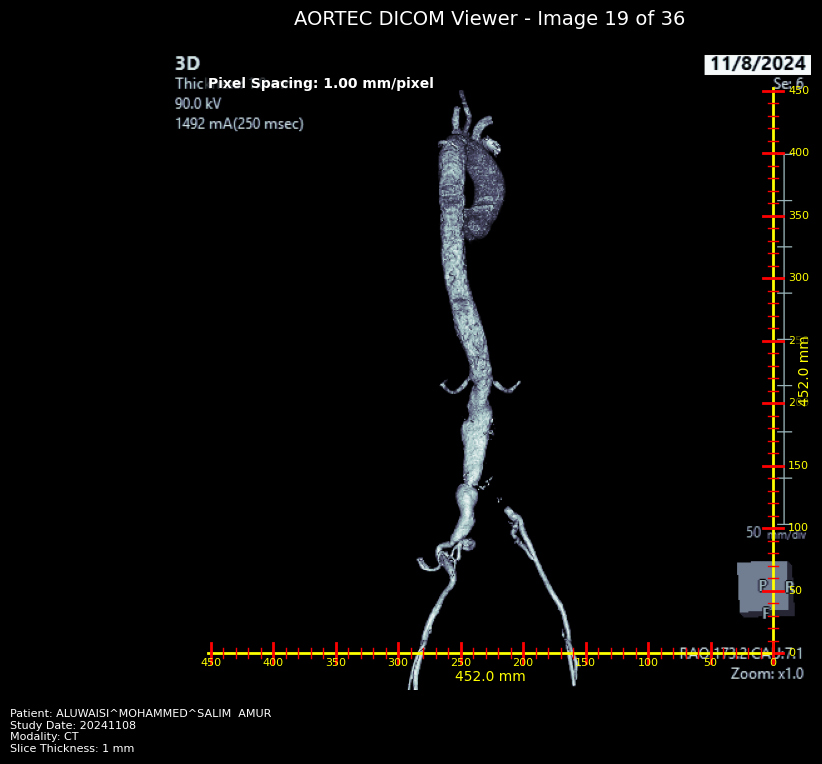 AORTEC DICOM Viewer - Image 19 of 36
3D
11/8/2024
Pixel Spacing: 1.00 mm/pixel
Se: 6
90.0 kV
1492 mA(250 msec)
450
400
350
300
452.0 mm
150
100
50 mm/div
50
P
F
0
450 400 350 300 250 200 150 100 50 0
452.0 mm
Zoom: x1.0
Patient: ALUWAISI^MOHAMMED^SALIM AMUR
Study Date: 20241108
Modality: CT
Slice Thickness: 1 mm